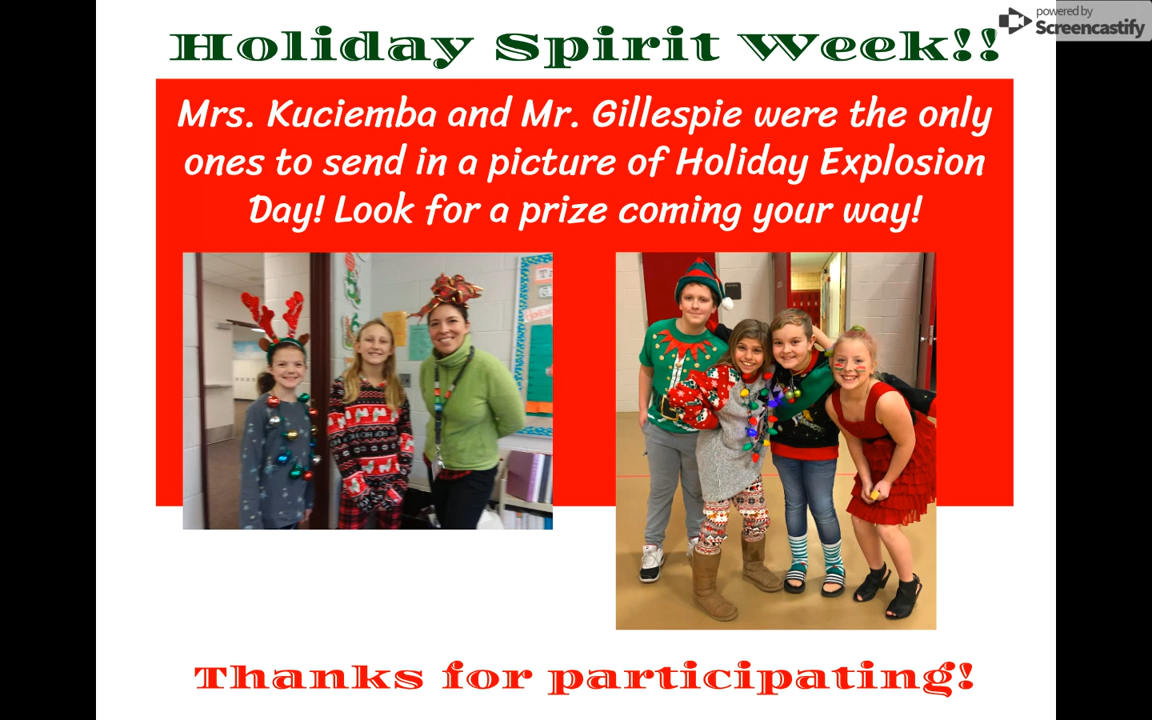 powered by
Screencastify
Holiday Spirit Week!!
Mrs. Kuciemba and Mr. Gillespie were the only
ones to send in a picture of Holiday Explosion
Day! Look for a prize coming your way!
Thanks for participating!